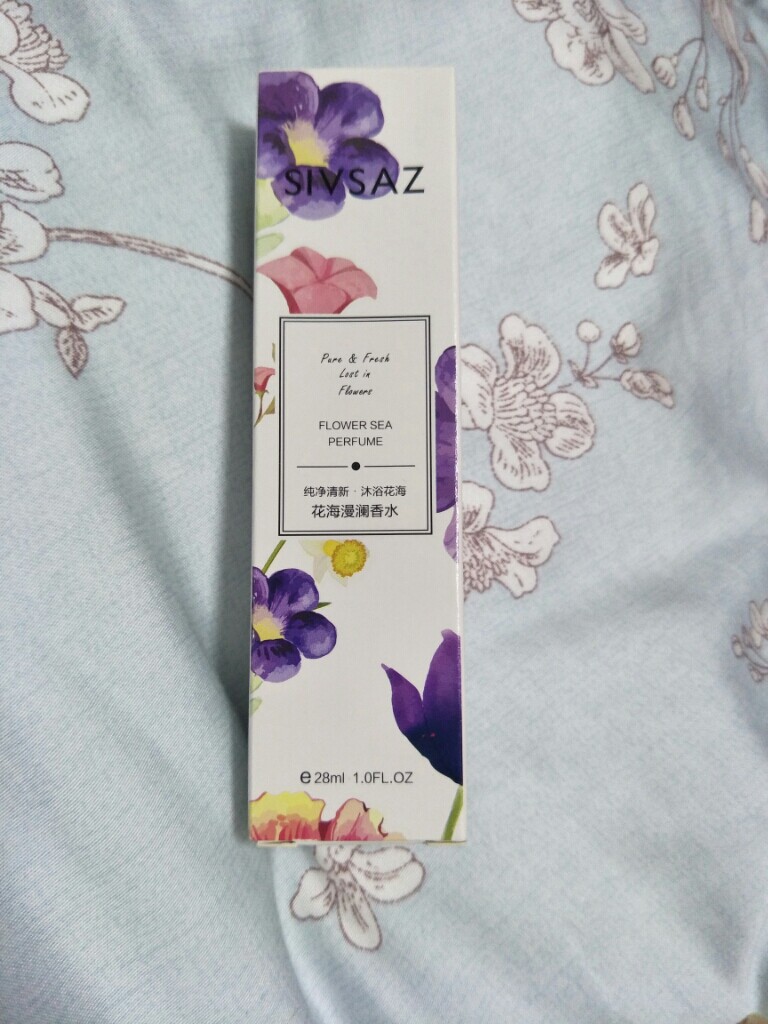 SIVSAZ
Pure & Fresh
Lost in
Flowers
FLOWER SEA
PERFUME
纯净清新·沐浴花海
花海漫澜香水
e28ml 1.0FL.OZ